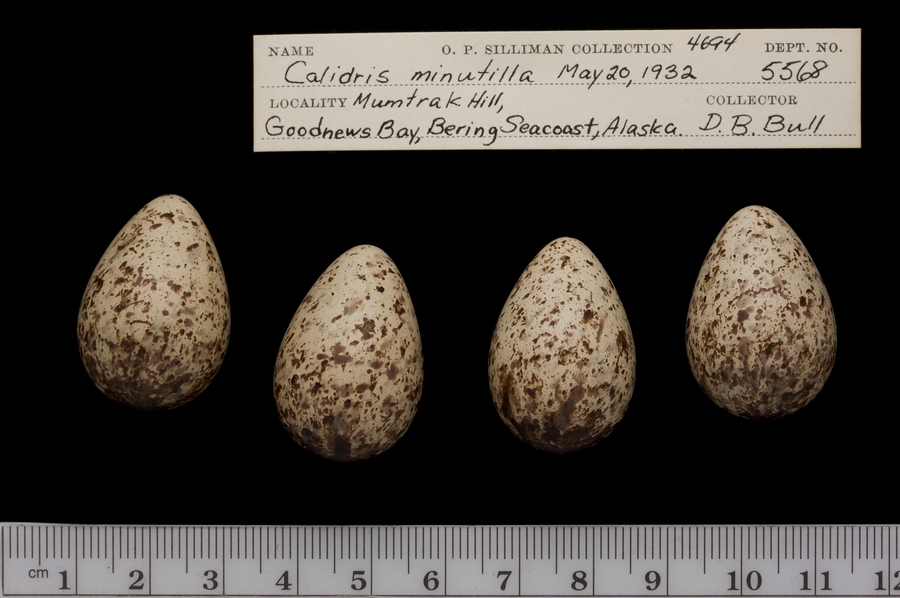 NAME O. P. SILLIMAN COLLECTION 4694 DEPT. NO.
Calidris minutilla May 20, 1932 5568
LOCALITY Mumtrak Hill, COLLECTOR
Goodnews Bay, Bering Seacoast, Alaska. D. B. Bull
cm 1 2 3 4 5 6 7 8 9 10 11 12